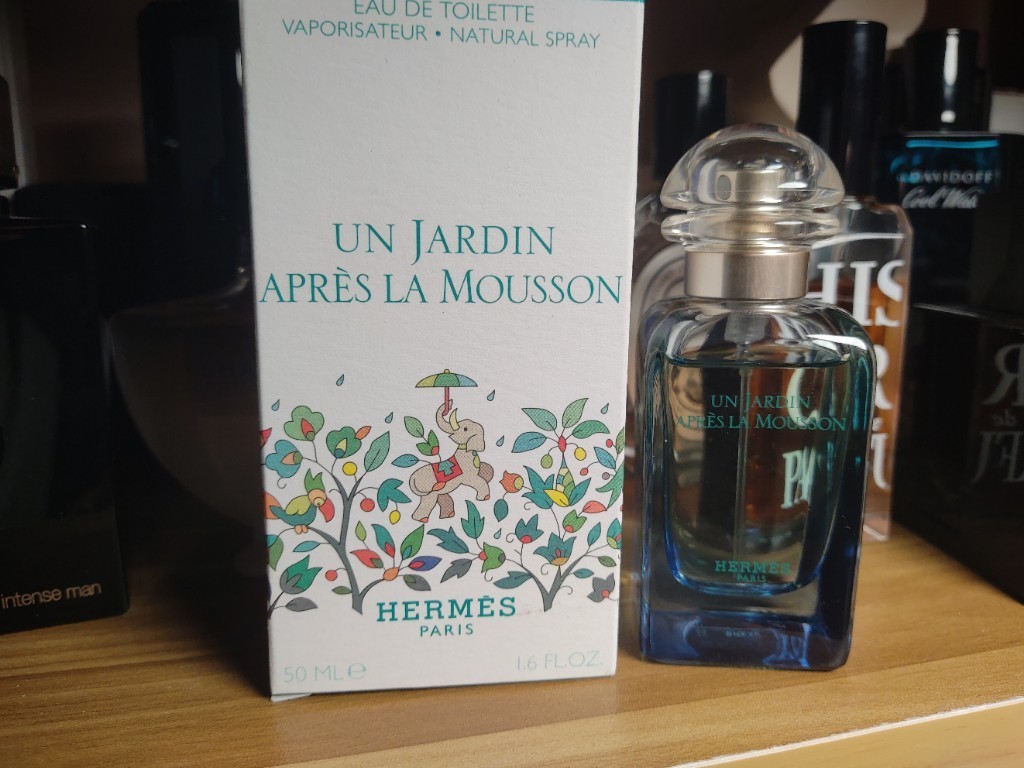 EAU DE TOILETTE
VAPORISATEUR • NATURAL SPRAY
UN JARDIN
APRÈS LA MOUSSON
HERMÈS
PARIS
50 ML ℮
1.6 FL.OZ.
UN JARDIN
APRÈS LA MOUSSON
HERMÈS
PARIS
intense man
DAVIDOFF
Cool